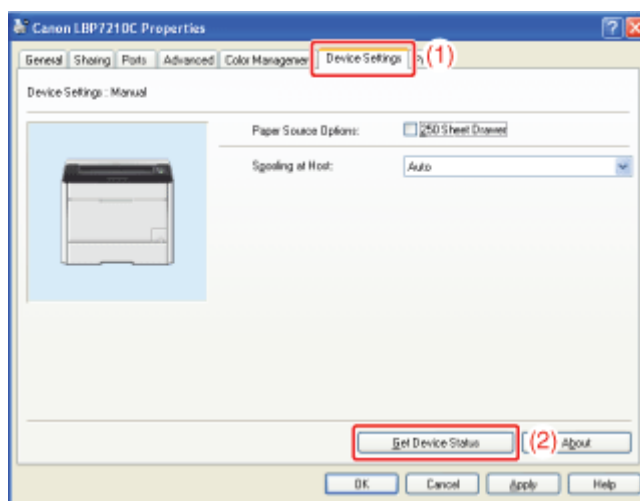 Canon LBP7210C Properties
General Sharing Ports Advanced Color Managemen Device Settings (1)
Device Settings : Manual
Paper Source Options: 250 Sheet Drawer
Spooling at Host: Auto
Get Device Status (2) About
OK Cancel Apply Help